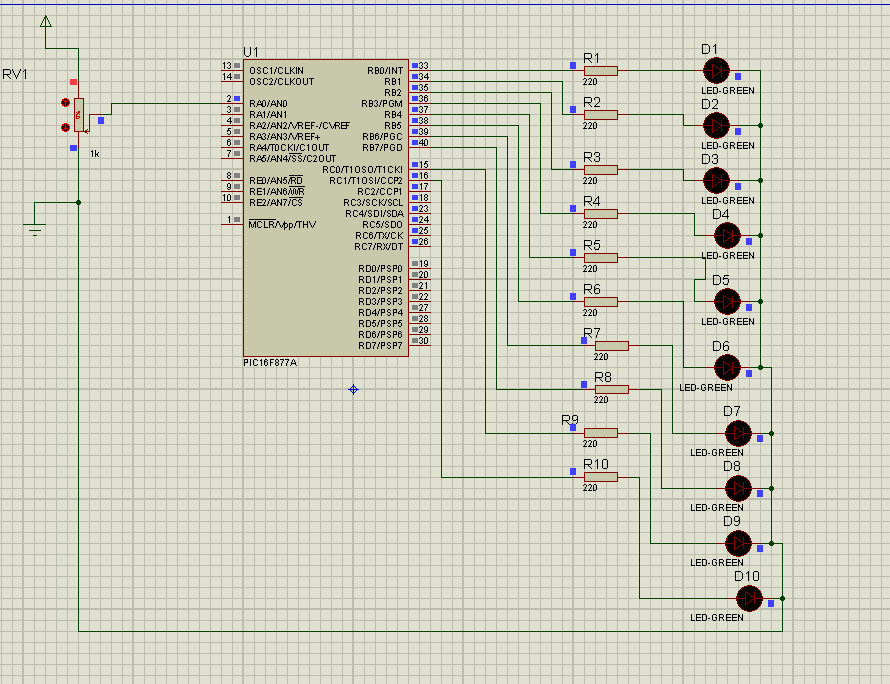 RV1
1k
U1
13 OSC1/CLKIN
14 OSC2/CLKOUT
2 RA0/AN0
3 RA1/AN1
4 RA2/AN2/VREF-/CVREF
5 RA3/AN3/VREF+
6 RA4/T0CKI/C1OUT
7 RA5/AN4/SS/C2OUT
8 RE0/AN5/RD
9 RE1/AN6/WR
10 RE2/AN7/CS
1 MCLR/Vpp/THV
RB0/INT 33
RB1 34
RB2 35
RB3/PGM 36
RB4 37
RB5 38
RB6/PGC 39
RB7/PGD 40
RC0/T1OSO/T1CKI 15
RC1/T1OSI/CCP2 16
RC2/CCP1 17
RC3/SCK/SCL 18
RC4/SDI/SDA 23
RC5/SDO 24
RC6/TX/CK 25
RC7/RX/DT 26
RD0/PSP0 19
RD1/PSP1 20
RD2/PSP2 21
RD3/PSP3 22
RD4/PSP4 27
RD5/PSP5 28
RD6/PSP6 29
RD7/PSP7 30
PIC16F877A
R1
220
R2
220
R3
220
R4
220
R5
220
R6
220
R7
220
R8
220
R9
220
R10
220
D1
LED-GREEN
D2
LED-GREEN
D3
LED-GREEN
D4
LED-GREEN
D5
LED-GREEN
D6
LED-GREEN
D7
LED-GREEN
D8
LED-GREEN
D9
LED-GREEN
D10
LED-GREEN